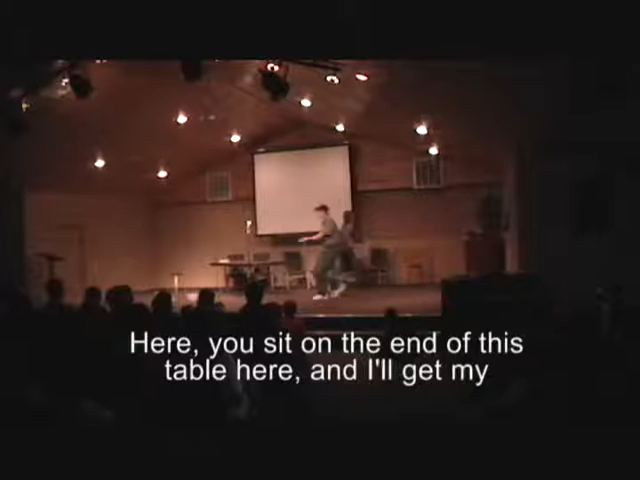 Here, you sit on the end of this
table here, and I'll get my